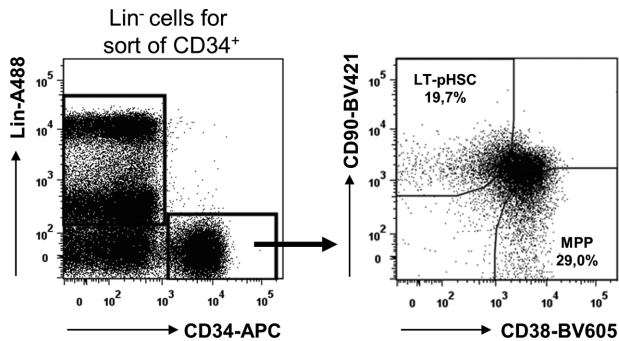 Lin⁻ cells for
sort of CD34⁺
Lin-A488
10⁵
10⁴
10³
10²
0
0 10² 10³ 10⁴ 10⁵
CD34-APC
CD90-BV421
10⁵
10⁴
10³
10²
0
LT-pHSC
19,7%
MPP
29,0%
0 10² 10³ 10⁴ 10⁵
CD38-BV605